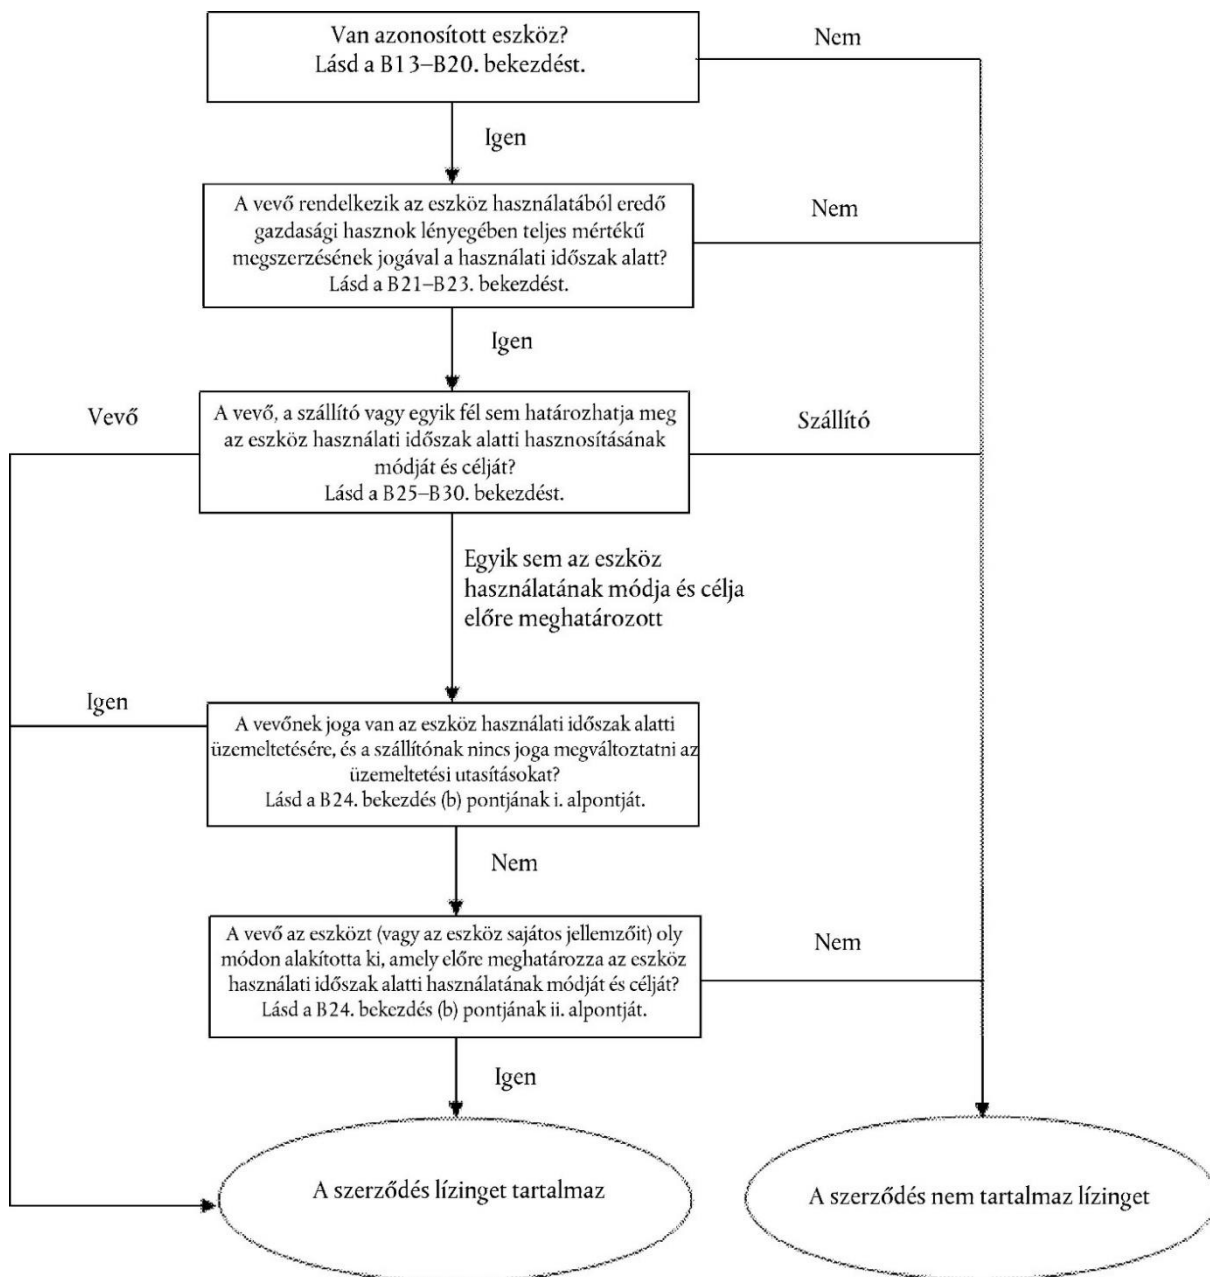 Van azonosított eszköz?
Lásd a B13–B20. bekezdést.
Nem
Igen
A vevő rendelkezik az eszköz használatából eredő
gazdasági hasznok lényegében teljes mértékű
megszerzésének jogával a használati időszak alatt?
Lásd a B21–B23. bekezdést.
Nem
Igen
Vevő
A vevő, a szállító vagy egyik fél sem határozhatja meg
az eszköz használati időszak alatti hasznosításának
módját és célját?
Lásd a B25–B30. bekezdést.
Szállító
Egyik sem az eszköz
használatának módja és célja
előre meghatározott
Igen
A vevőnek joga van az eszköz használati időszak alatti
üzemeltetésére, és a szállítónak nincs joga megváltoztatni az
üzemeltetési utasításokat?
Lásd a B24. bekezdés (b) pontjának i. alpontját.
Nem
A vevő az eszközt (vagy az eszköz sajátos jellemzőit) oly
módon alakította ki, amely előre meghatározza az eszköz
használati időszak alatti használatának módját és célját?
Lásd a B24. bekezdés (b) pontjának ii. alpontját.
Nem
Igen
A szerződés lízinget tartalmaz
A szerződés nem tartalmaz lízinget